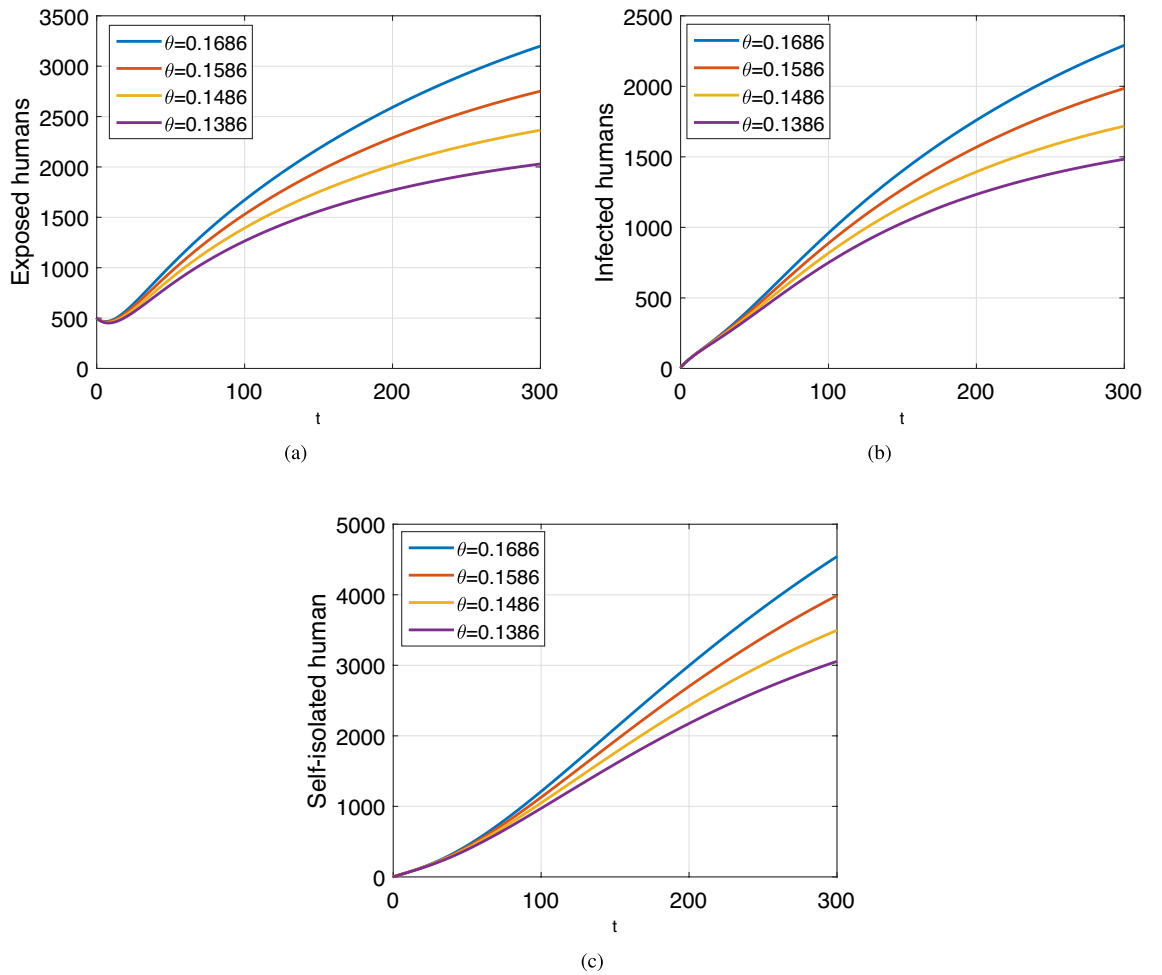 3500
3000
2500
2000
1500
1000
500
0
Exposed humans
θ=0.1686
θ=0.1586
θ=0.1486
θ=0.1386
0 100 200 300
t
(a)
2500
2000
1500
1000
500
0
Infected humans
θ=0.1686
θ=0.1586
θ=0.1486
θ=0.1386
0 100 200 300
t
(b)
5000
4000
3000
2000
1000
0
Self-isolated human
θ=0.1686
θ=0.1586
θ=0.1486
θ=0.1386
0 100 200 300
t
(c)